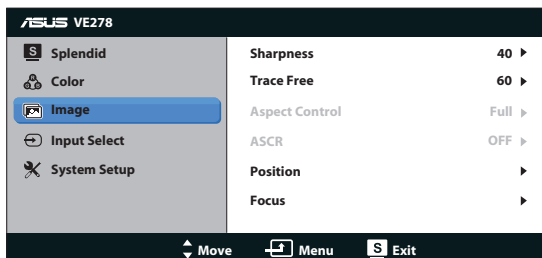 ASUS VE278
S Splendid
Color
Image
Input Select
System Setup
Sharpness 40
Trace Free 60
Aspect Control Full
ASCR OFF
Position
Focus
Move Menu S Exit